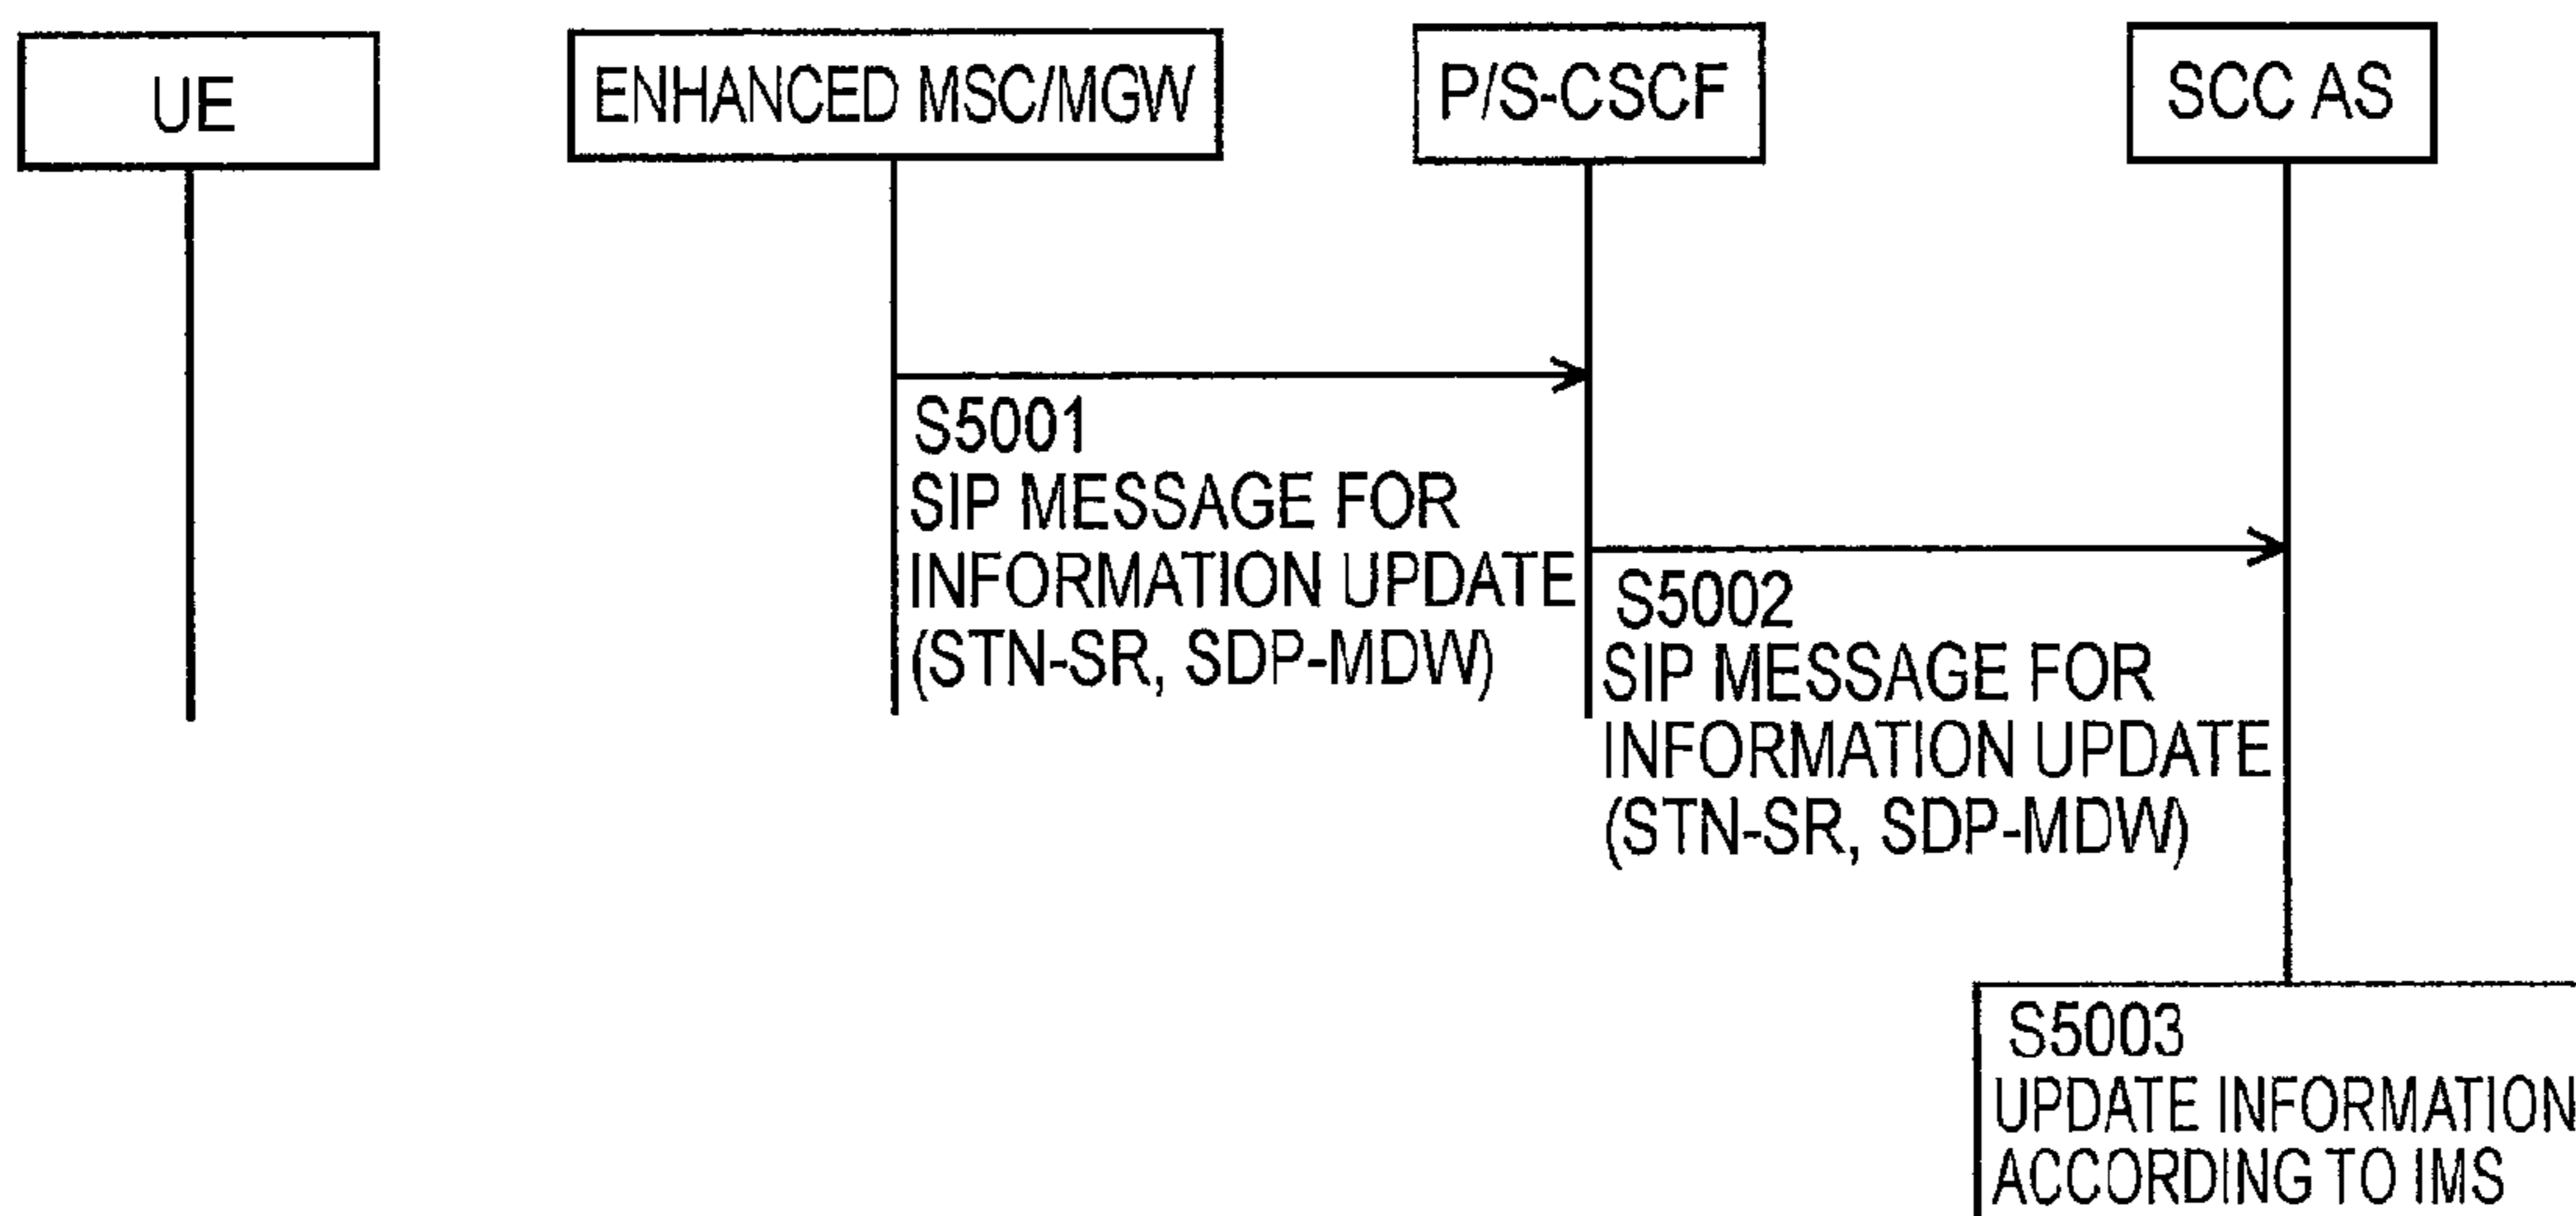 UE
ENHANCED MSC/MGW
P/S-CSCF
SCC AS
S5001
SIP MESSAGE FOR
INFORMATION UPDATE
(STN-SR, SDP-MDW)
S5002
SIP MESSAGE FOR
INFORMATION UPDATE
(STN-SR, SDP-MDW)
S5003
UPDATE INFORMATION
ACCORDING TO IMS